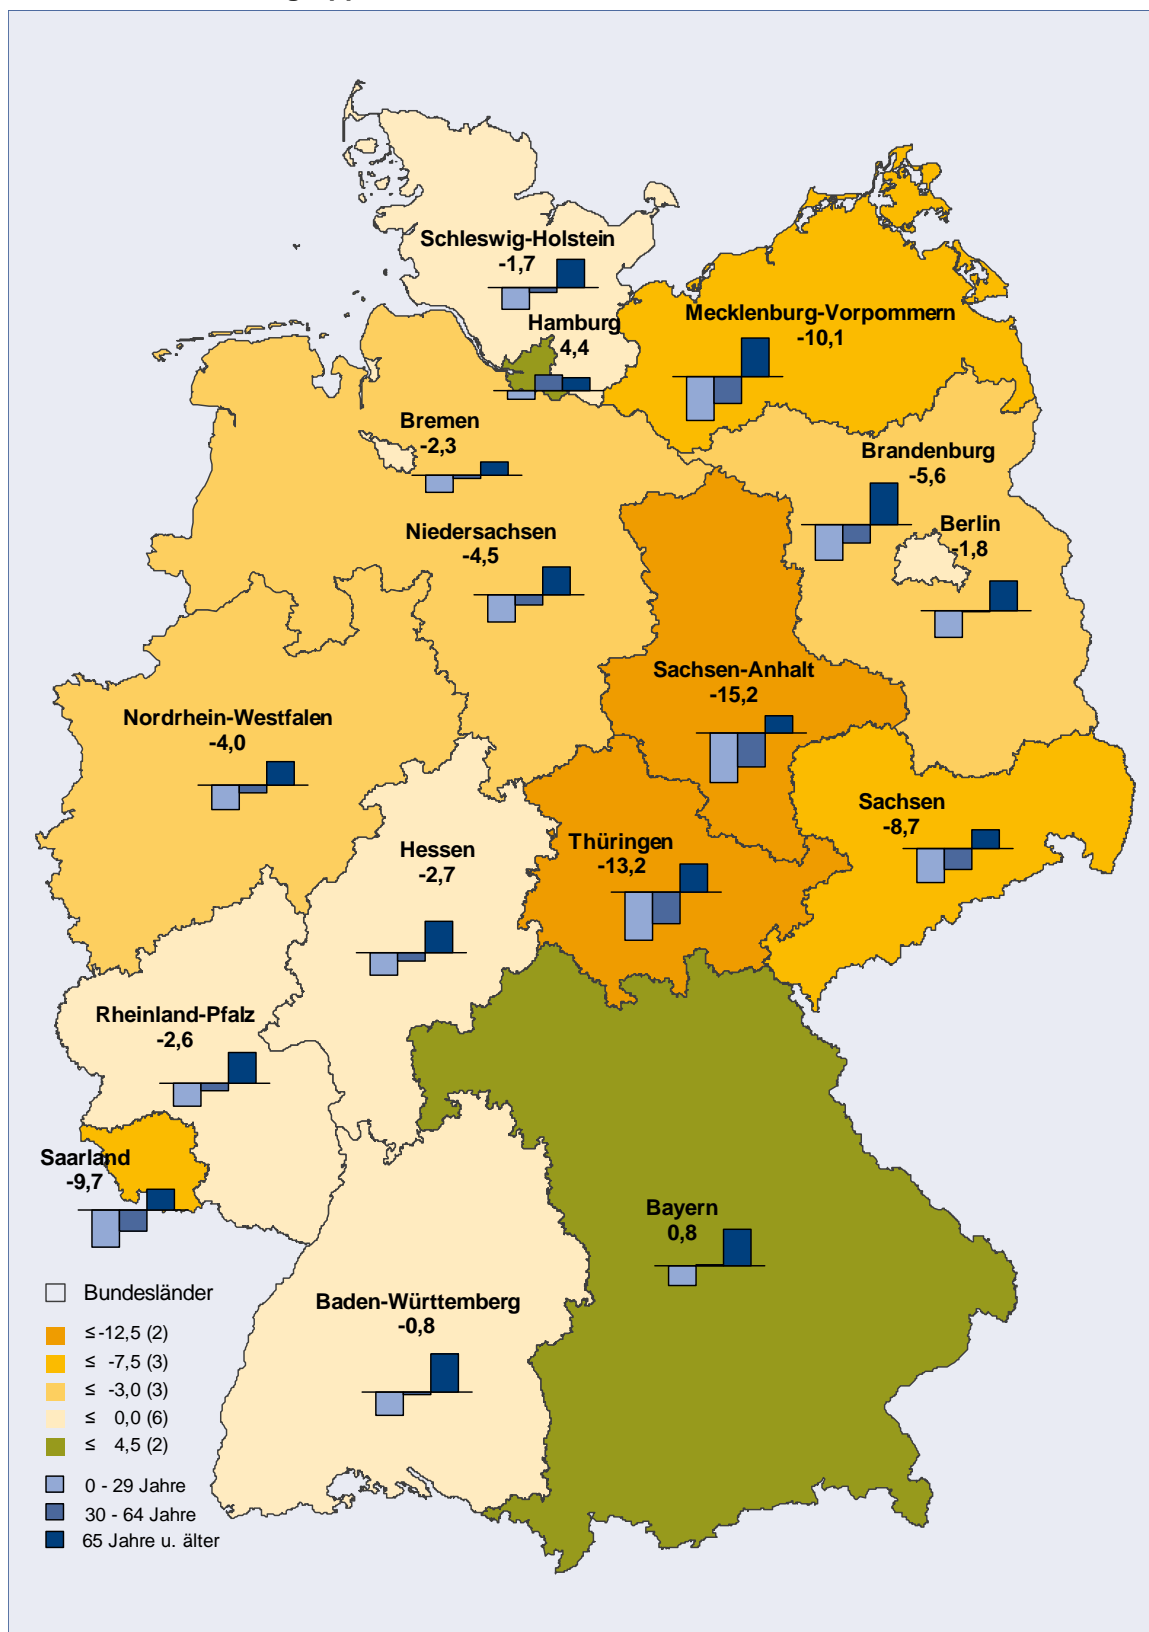 Schleswig-Holstein
-1,7
Hamburg
4,4
Mecklenburg-Vorpommern
-10,1
Bremen
-2,3
Brandenburg
-5,6
Berlin
-1,8
Niedersachsen
-4,5
Sachsen-Anhalt
-15,2
Nordrhein-Westfalen
-4,0
Sachsen
-8,7
Thüringen
-13,2
Hessen
-2,7
Rheinland-Pfalz
-2,6
Saarland
-9,7
Bayern
0,8
Baden-Württemberg
-0,8
Bundesländer
≤ -12,5 (2)
≤ -7,5 (3)
≤ -3,0 (3)
≤ 0,0 (6)
≤ 4,5 (2)
0 - 29 Jahre
30 - 64 Jahre
65 Jahre u. älter